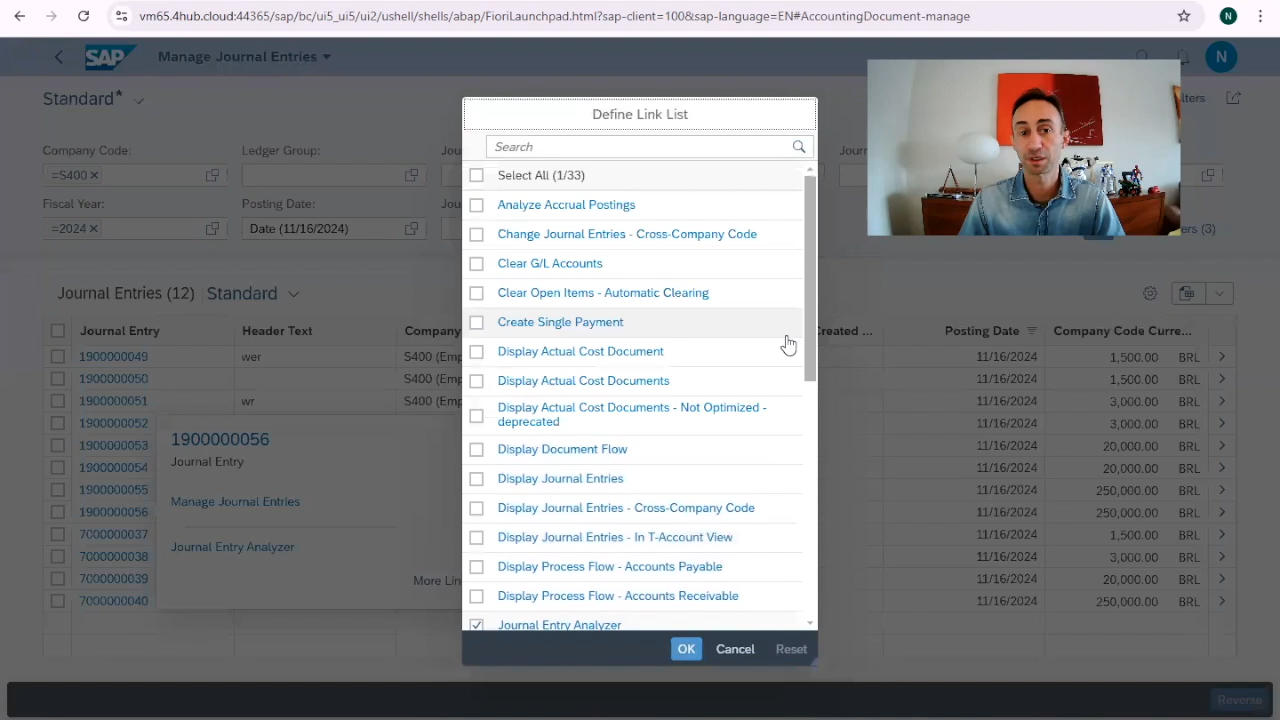 vm65.4hub.cloud:44365/sap/bc/ui5_ui5/ui2/ushell/shells/abap/FioriLaunchpad.html?sap-client=100&sap-language=EN#AccountingDocument-manage
N
SAP
Manage Journal Entries
N
Standard*
Company Code:
Ledger Group:
=S400
Fiscal Year:
Posting Date:
=2024
Date (11/16/2024)
Define Link List
Search
Select All (1/33)
Analyze Accrual Postings
Change Journal Entries - Cross-Company Code
Clear G/L Accounts
Clear Open Items - Automatic Clearing
Create Single Payment
Display Actual Cost Document
Display Actual Cost Documents
Display Actual Cost Documents - Not Optimized -
deprecated
Display Document Flow
Display Journal Entries
Display Journal Entries - Cross-Company Code
Display Journal Entries - In T-Account View
Display Process Flow - Accounts Payable
Display Process Flow - Accounts Receivable
Journal Entry Analyzer
OK Cancel Reset
Journal Entries (12) Standard
Journal Entry Header Text Company Created ... Posting Date Company Code Curre...
1900000049 wer S400 11/16/2024 1,500.00 BRL
1900000050 S400 11/16/2024 1,500.00 BRL
1900000051 wr S400 11/16/2024 3,000.00 BRL
1900000052 11/16/2024 3,000.00 BRL
1900000053 11/16/2024 20,000.00 BRL
1900000054 11/16/2024 20,000.00 BRL
1900000055 11/16/2024 250,000.00 BRL
1900000056 11/16/2024 250,000.00 BRL
7000000037 11/16/2024 1,500.00 BRL
7000000038 11/16/2024 3,000.00 BRL
7000000039 11/16/2024 20,000.00 BRL
7000000040 11/16/2024 250,000.00 BRL
1900000056
Journal Entry
Manage Journal Entries
Journal Entry Analyzer
More
Reverse